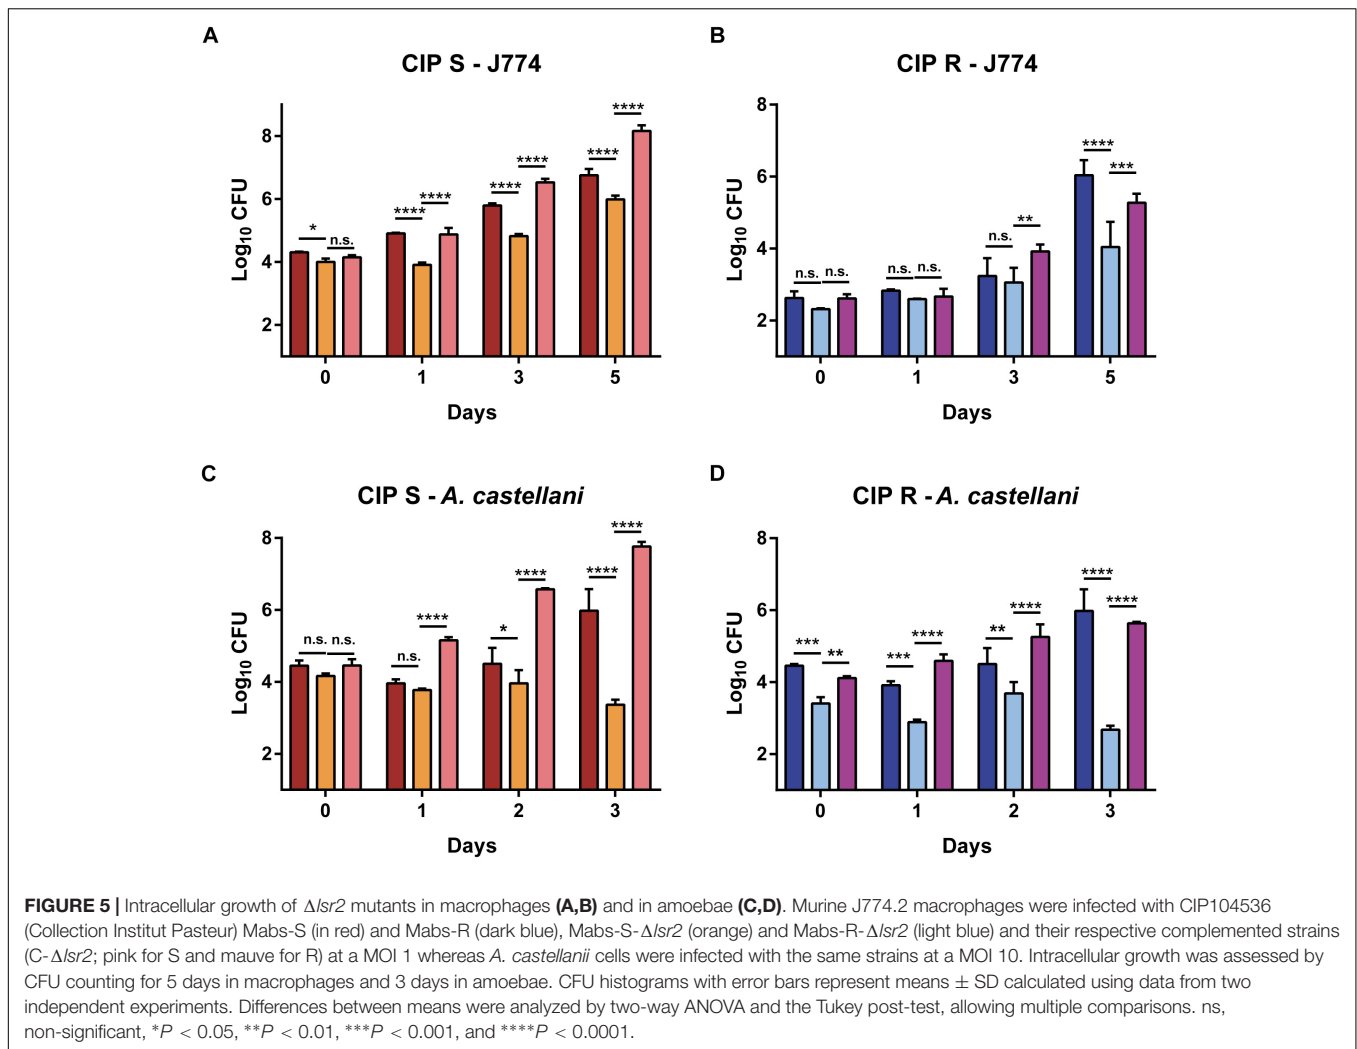 A
CIP S - J774
Log10 CFU
8
6
4
2
*
n.s.
****
****
****
****
****
****
0
1
3
5
Days
B
CIP R - J774
Log10 CFU
8
6
4
2
n.s.
n.s.
n.s.
n.s.
n.s.
**
****
***
0
1
3
5
Days
C
CIP S - A. castellani
Log10 CFU
8
6
4
2
n.s.
n.s.
n.s.
****
*
****
****
****
0
1
2
3
Days
D
CIP R - A. castellani
Log10 CFU
8
6
4
2
***
**
***
****
**
****
****
****
0
1
2
3
Days
FIGURE 5 | Intracellular growth of Δlsr2 mutants in macrophages (A,B) and in amoebae (C,D). Murine J774.2 macrophages were infected with CIP104536
(Collection Institut Pasteur) Mabs-S (in red) and Mabs-R (dark blue), Mabs-S-Δlsr2 (orange) and Mabs-R-Δlsr2 (light blue) and their respective complemented strains
(C-Δlsr2; pink for S and mauve for R) at a MOI 1 whereas A. castellanii cells were infected with the same strains at a MOI 10. Intracellular growth was assessed by
CFU counting for 5 days in macrophages and 3 days in amoebae. CFU histograms with error bars represent means ± SD calculated using data from two
independent experiments. Differences between means were analyzed by two-way ANOVA and the Tukey post-test, allowing multiple comparisons. ns,
non-significant, *P < 0.05, **P < 0.01, ***P < 0.001, and ****P < 0.0001.